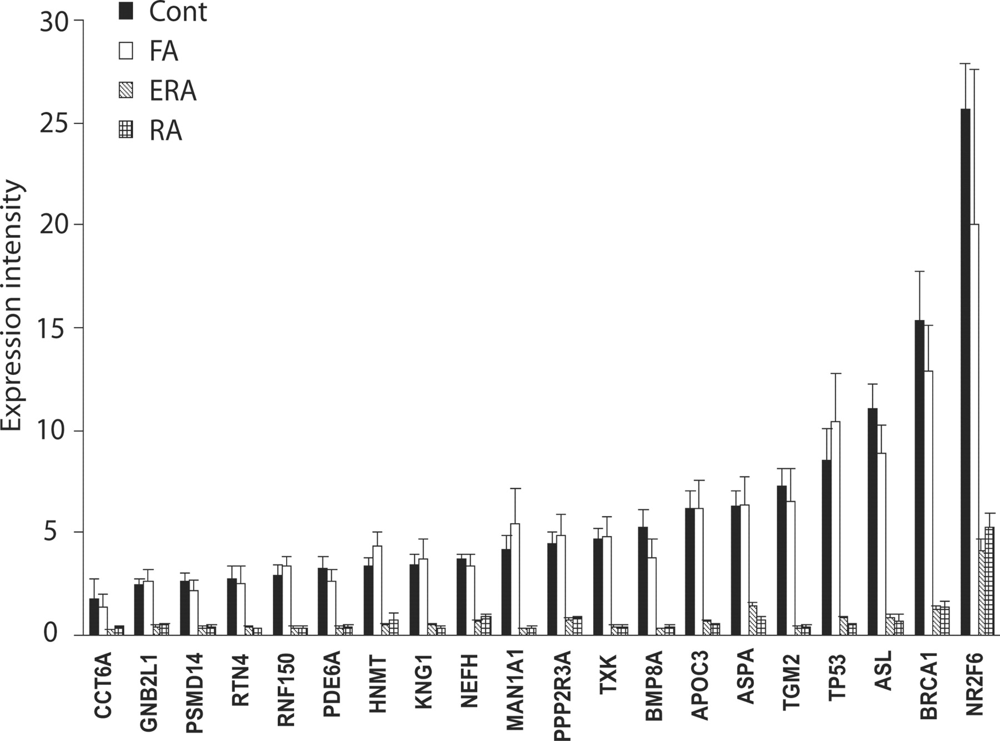 Cont
FA
ERA
RA
30
25
20
15
10
5
0
Expression intensity
CCT6A
GNB2L1
PSMD14
RTN4
RNF150
PDE6A
HNMT
KNG1
NEFH
MAN1A1
PPP2R3A
TXK
BMP8A
APOC3
ASPA
TGM2
TP53
ASL
BRCA1
NR2F6